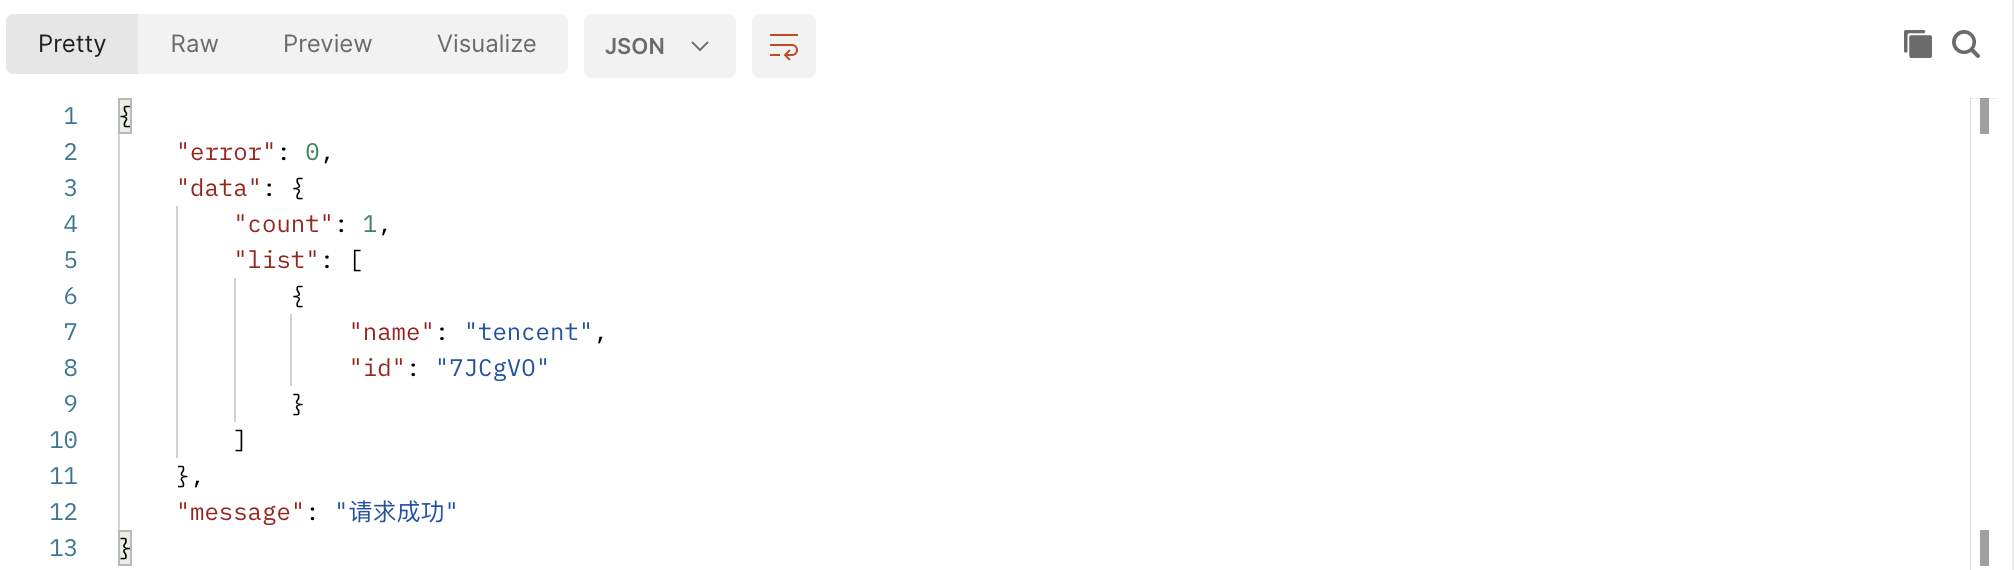 Pretty Raw Preview Visualize JSON
1 {
2 "error": 0,
3 "data": {
4 "count": 1,
5 "list": [
6 {
7 "name": "tencent",
8 "id": "7JCgVO"
9 }
10 ]
11 },
12 "message": "请求成功"
13 }